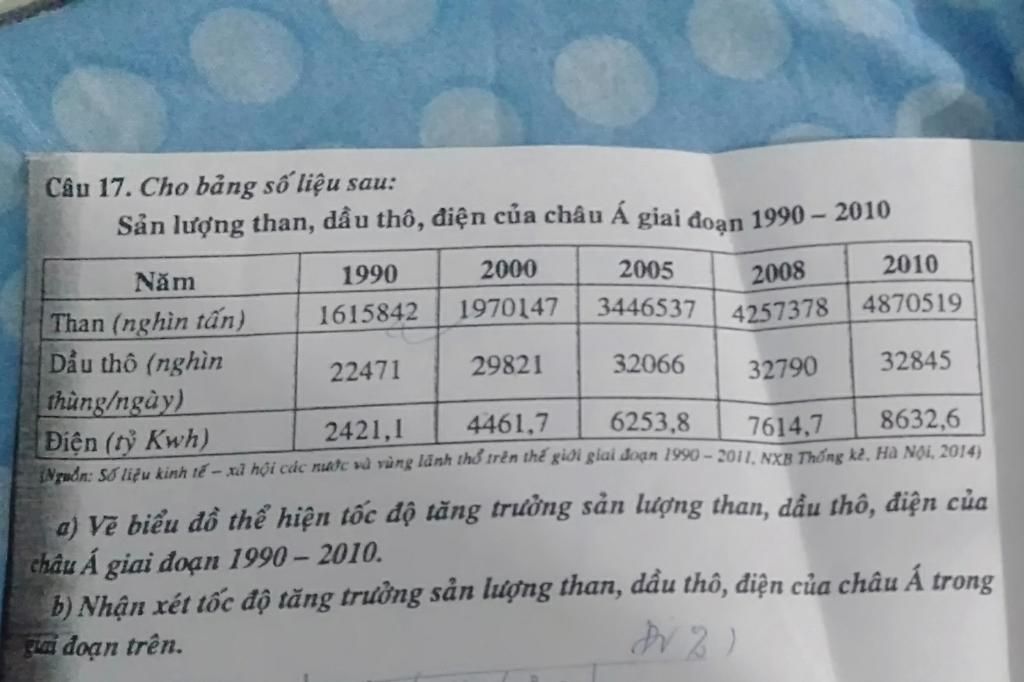 Câu 17. Cho bảng số liệu sau:
Sản lượng than, dầu thô, điện của châu Á giai đoạn 1990 – 2010
Năm 1990 2000 2005 2008 2010
Than (nghìn tấn) 1615842 1970147 3446537 4257378 4870519
Dầu thô (nghìn
thùng/ngày) 22471 29821 32066 32790 32845
Điện (tỷ Kwh) 2421,1 4461,7 6253,8 7614,7 8632,6
(Nguồn: Số liệu kinh tế – xã hội các nước và vùng lãnh thổ trên thế giới giai đoạn 1990 – 2011, NXB Thống kê, Hà Nội, 2014)
a) Vẽ biểu đồ thể hiện tốc độ tăng trưởng sản lượng than, dầu thô, điện của
châu Á giai đoạn 1990 – 2010.
b) Nhận xét tốc độ tăng trưởng sản lượng than, dầu thô, điện của châu Á trong
giai đoạn trên.